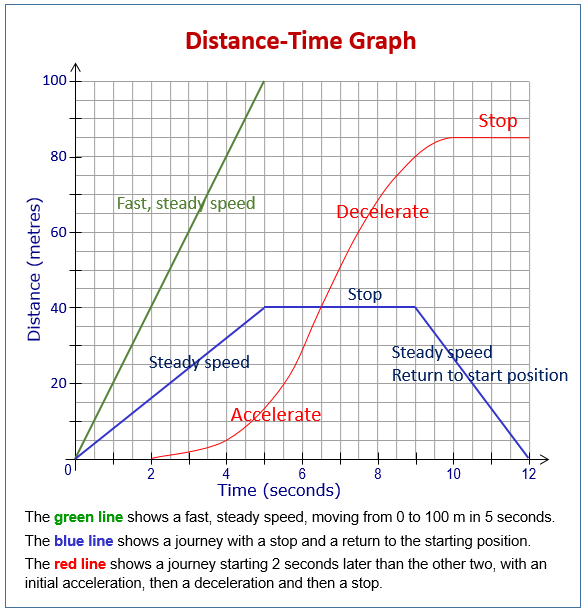 Distance-Time Graph
100
80
60
40
20
0
Distance (metres)
Stop
Fast, steady speed
Decelerate
Stop
Steady speed
Steady speed
Return to start position
Accelerate
2 4 6 8 10 12
Time (seconds)
The green line shows a fast, steady speed, moving from 0 to 100 m in 5 seconds.
The blue line shows a journey with a stop and a return to the starting position.
The red line shows a journey starting 2 seconds later than the other two, with an
initial acceleration, then a deceleration and then a stop.